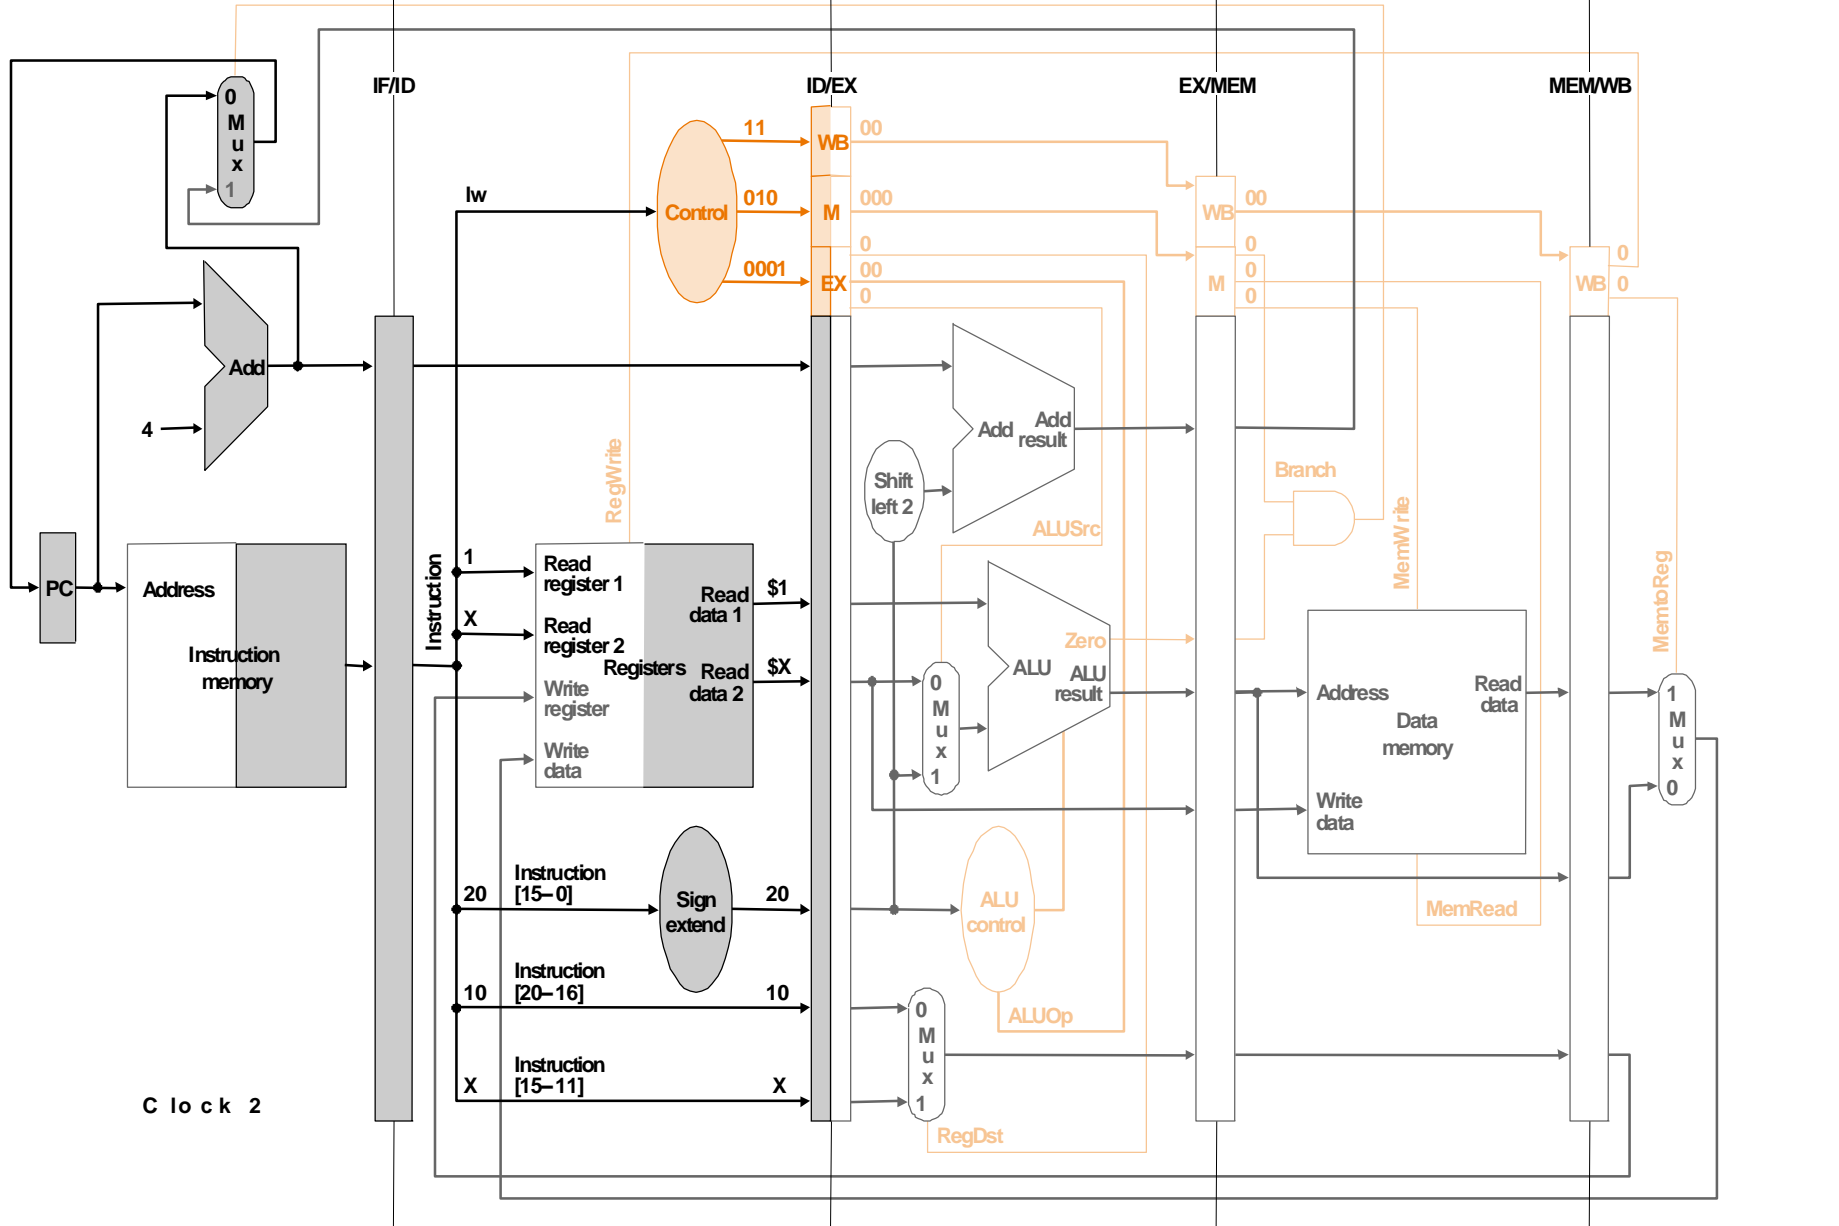 IF/ID
ID/EX
EX/MEM
MEM/WB
0
M
u
x
1
11
WB
00
lw
Control
010
M
000
WB
00
0
0001
EX
00
0
0
0
M
0
WB
0
0
Add
4
Add
Add
result
Shift
left 2
RegWrite
Branch
ALUSrc
MemWrite
MemtoReg
PC
Address
Instruction
memory
Instruction
1
Read
register 1
X
Read
register 2
Registers
Write
register
Write
data
Read
data 1
$1
Read
data 2
$X
0
M
u
x
1
Zero
ALU
ALU
result
Address
Read
data
Data
memory
Write
data
1
M
u
x
0
20
Instruction
[15–0]
Sign
extend
20
ALU
control
MemRead
10
Instruction
[20–16]
10
0
M
u
x
1
ALUOp
X
Instruction
[15–11]
X
RegDst
Clock 2